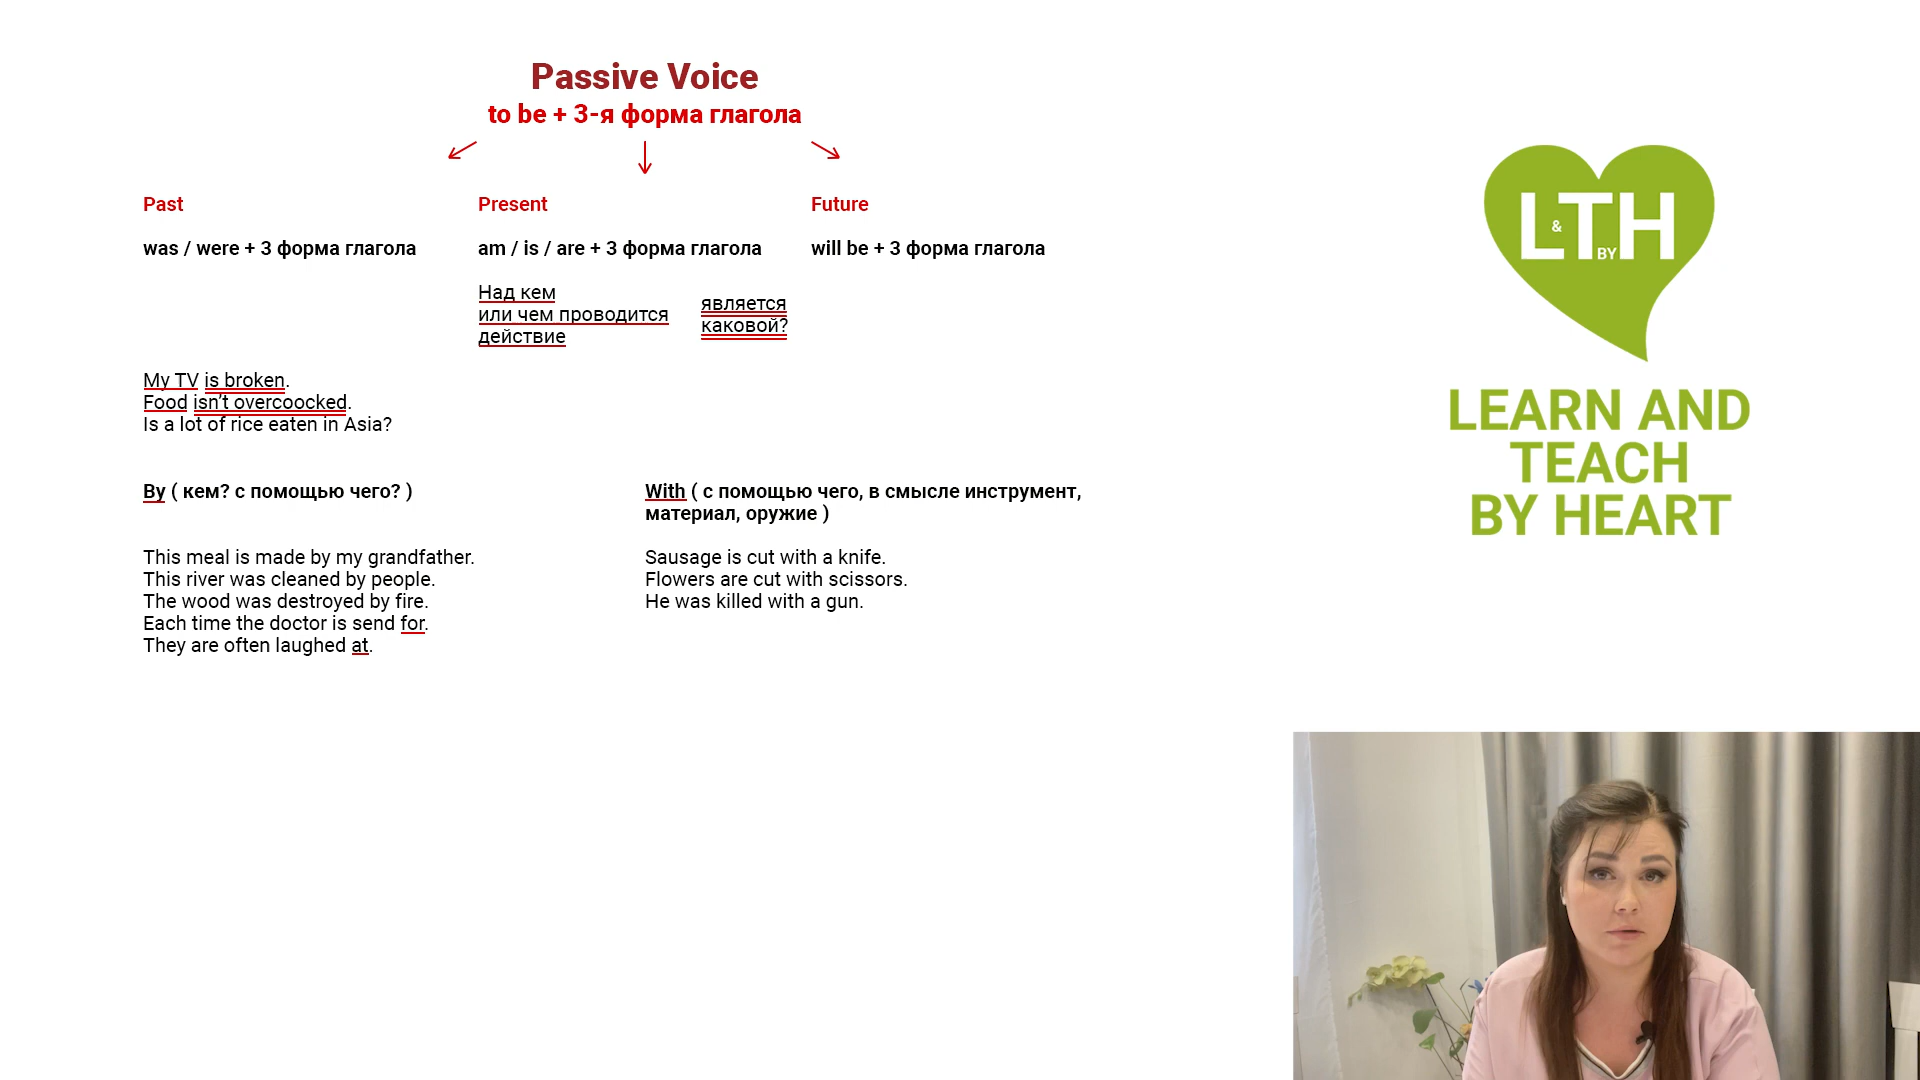 Passive Voice
to be + 3-я форма глагола
Past
Present
Future
was / were + 3 форма глагола
am / is / are + 3 форма глагола
will be + 3 форма глагола
Над кем
или чем проводится
действие
является
каковой?
My TV is broken.
Food isn't overcoocked.
Is a lot of rice eaten in Asia?
By ( кем? с помощью чего? )
With ( с помощью чего, в смысле инструмент,
материал, оружие )
This meal is made by my grandfather.
This river was cleaned by people.
The wood was destroyed by fire.
Each time the doctor is send for.
They are often laughed at.
Sausage is cut with a knife.
Flowers are cut with scissors.
He was killed with a gun.
L&TBYH
LEARN AND
TEACH
BY HEART